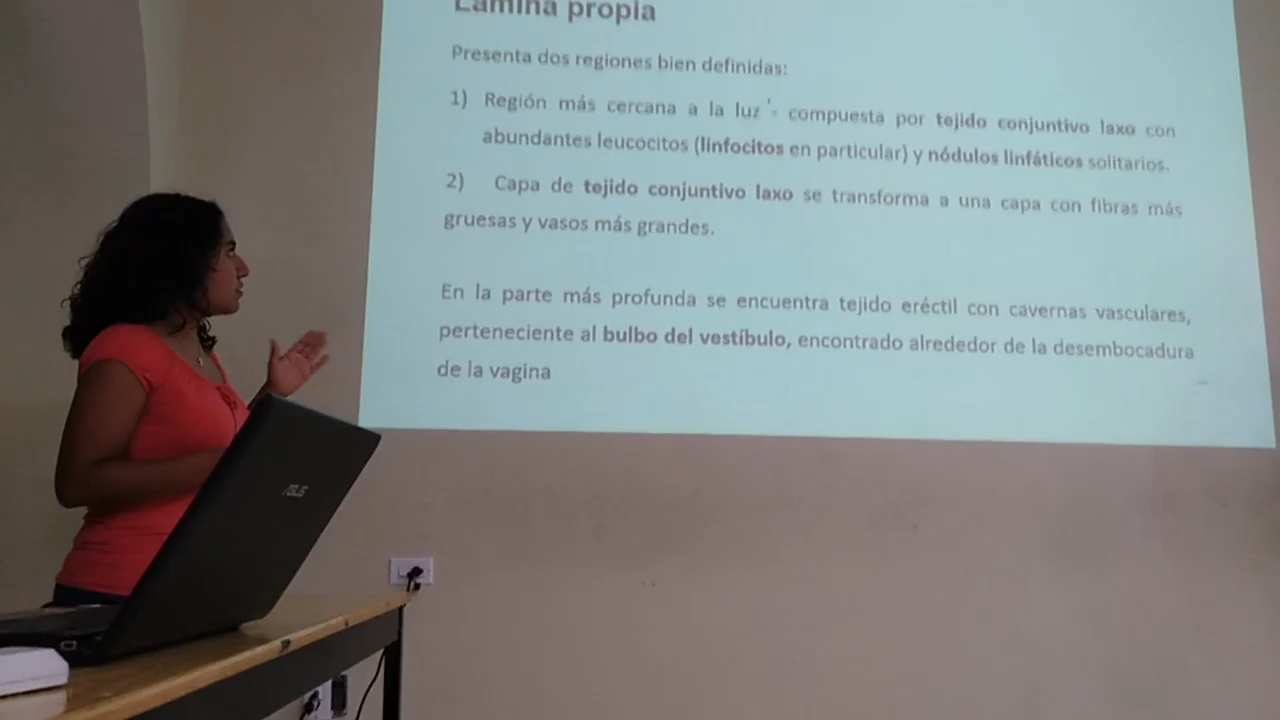 Lámina propia
Presenta dos regiones bien definidas:
1) Región más cercana a la luz - compuesta por tejido conjuntivo laxo con
abundantes leucocitos (linfocitos en particular) y nódulos linfáticos solitarios.
2) Capa de tejido conjuntivo laxo se transforma a una capa con fibras más
gruesas y vasos más grandes.
En la parte más profunda se encuentra tejido eréctil con cavernas vasculares,
perteneciente al bulbo del vestíbulo, encontrado alrededor de la desembocadura
de la vagina
ASUS